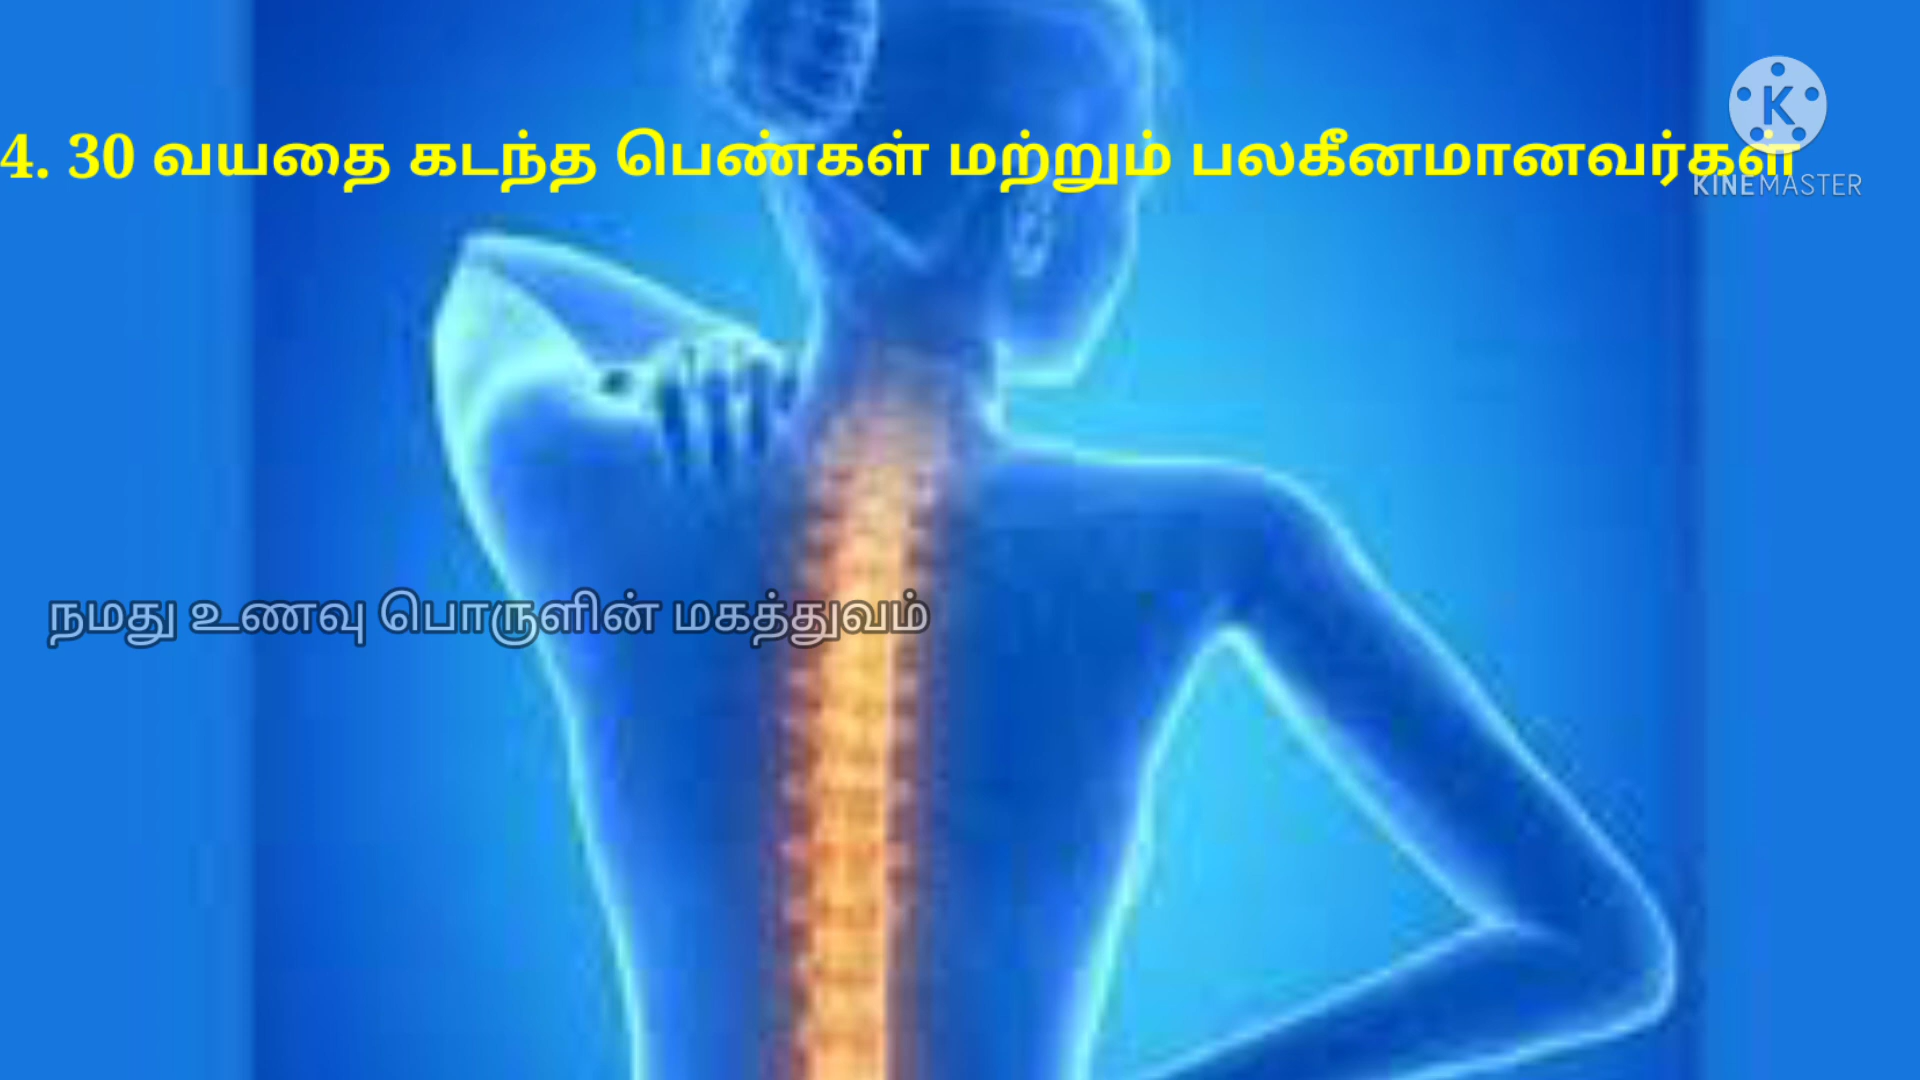 4. 30 வயதை கடந்த பெண்கள் மற்றும் பலகீனமானவர்கள்
KINEMASTER
நமது உணவு பொருளின் மகத்துவம்